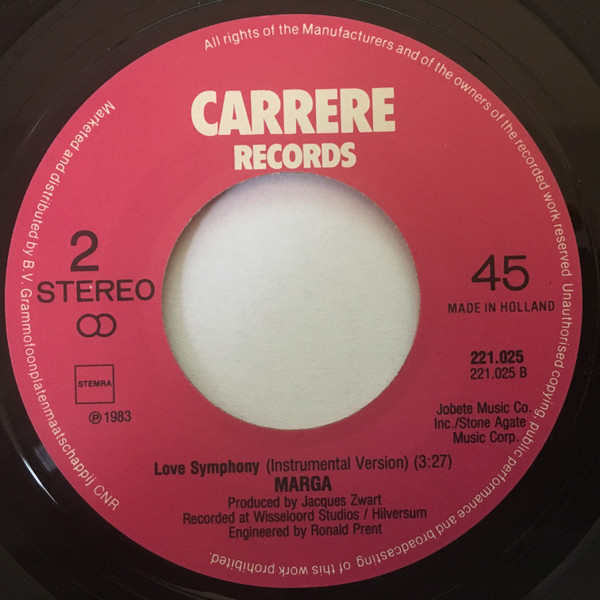 All rights of the Manufacturers and of the owners of the recorded work reserved. Unauthorised copying public performance and broadcasting of this work prohibited.
CARRERE
RECORDS
2
STEREO
45
MADE IN HOLLAND
STEMRA
℗ 1983
221.025
221.025 B
Jobete Music Co.
Inc./Stone Agate
Music Corp.
Love Symphony (Instrumental Version) (3:27)
MARGA
Produced by Jacques Zwart
Recorded at Wisseloord Studios / Hilversum
Engineered by Ronald Prent
Marketed and distributed by B.V. Grammofoonplatenmaatschappij CNR